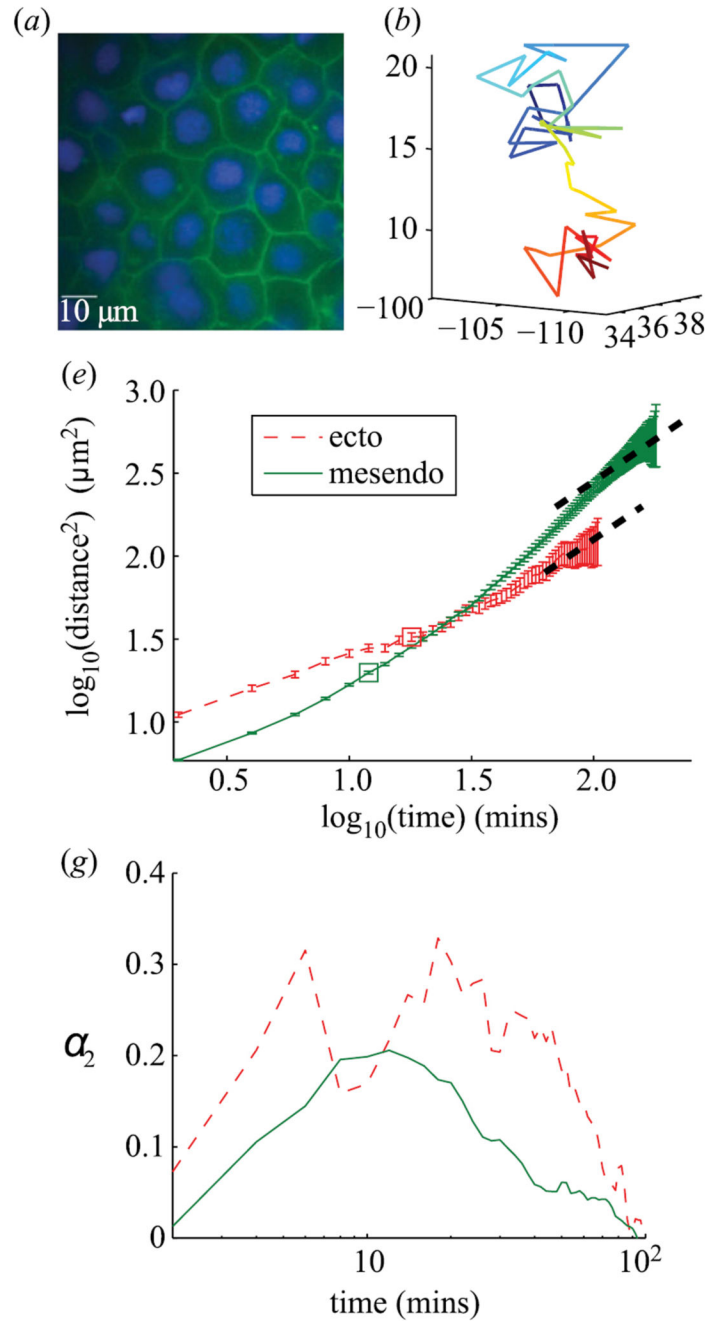 (a)
10 μm
(b)
20
15
10
−100
−105
−110
34
36
38
(e)
log10(distance2) (μm2)
3.0
2.5
2.0
1.5
1.0
ecto
mesendo
0.5
1.0
1.5
2.0
log10(time) (mins)
(g)
α2
0.4
0.3
0.2
0.1
0
10
102
time (mins)